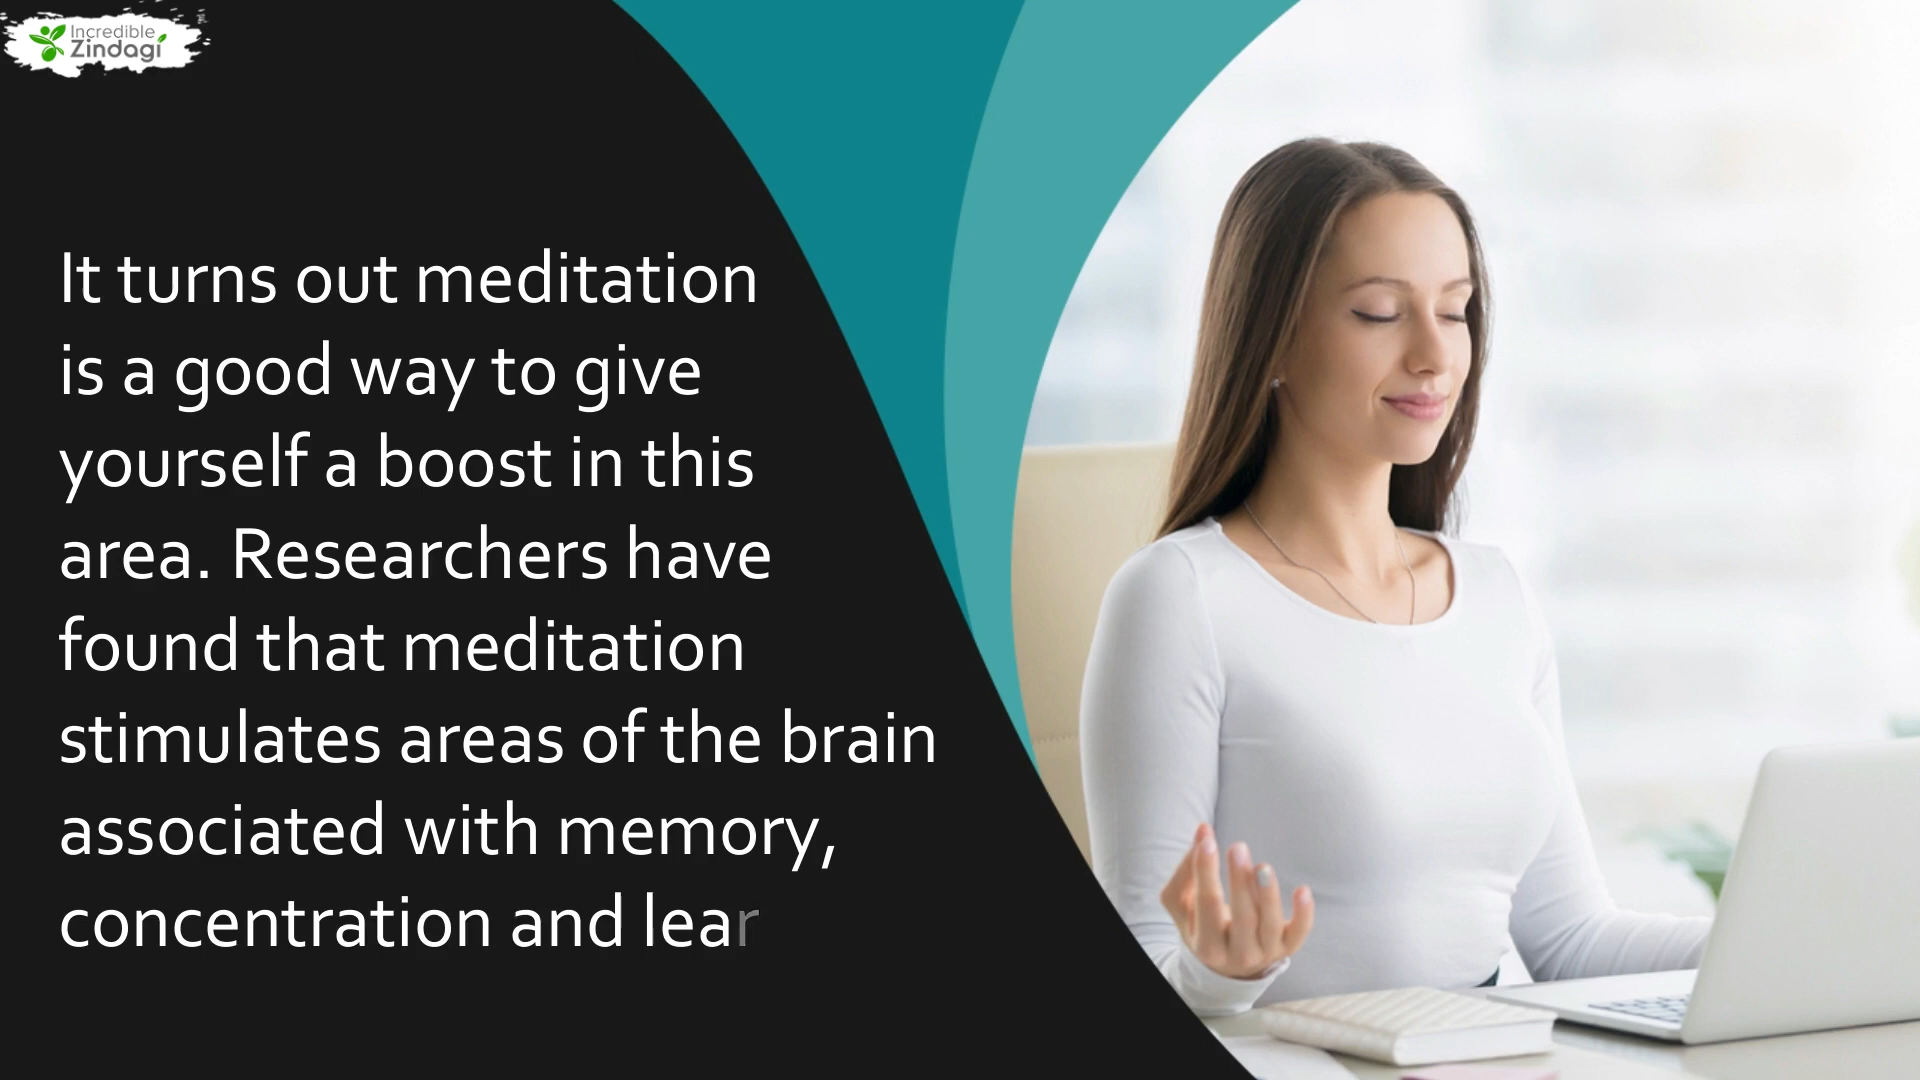 Incredible
Zindagi
It turns out meditation
is a good way to give
yourself a boost in this
area. Researchers have
found that meditation
stimulates areas of the brain
associated with memory,
concentration and lear